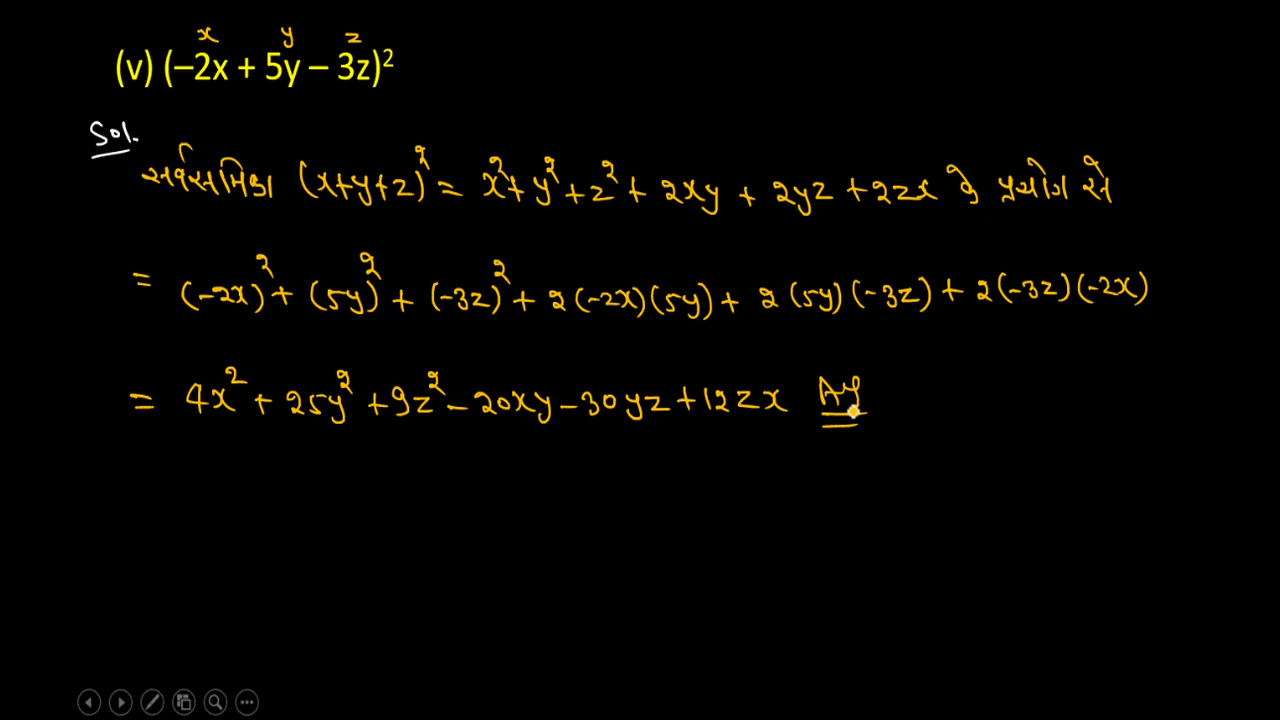 x y z
(v) (–2x + 5y – 3z)²
Sol.
सर्वसमिका (x+y+z)² = x² + y² + z² + 2xy + 2yz + 2zx के प्रयोग से
= (-2x)² + (5y)² + (-3z)² + 2(-2x)(5y) + 2(5y)(-3z) + 2(-3z)(-2x)
= 4x² + 25y² + 9z² - 20xy - 30yz + 12zx